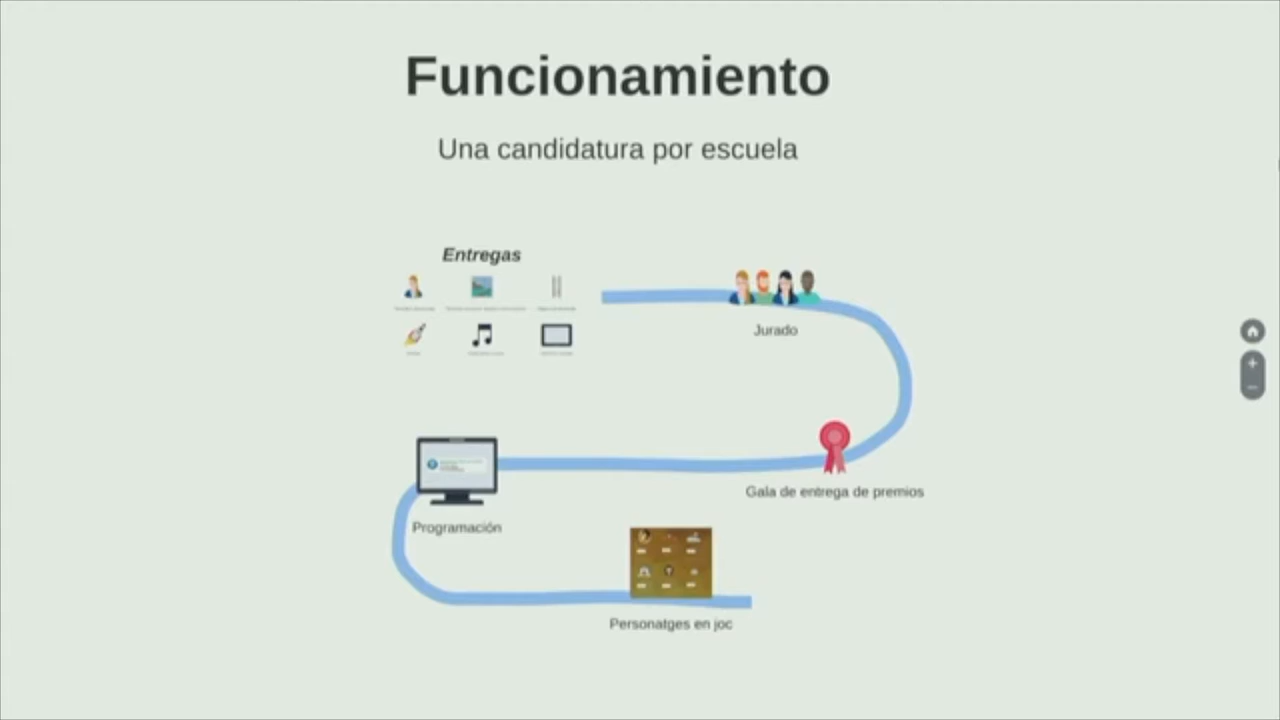 Funcionamiento
Una candidatura por escuela
Entregas
Jurado
Gala de entrega de premios
Programación
Personatges en joc